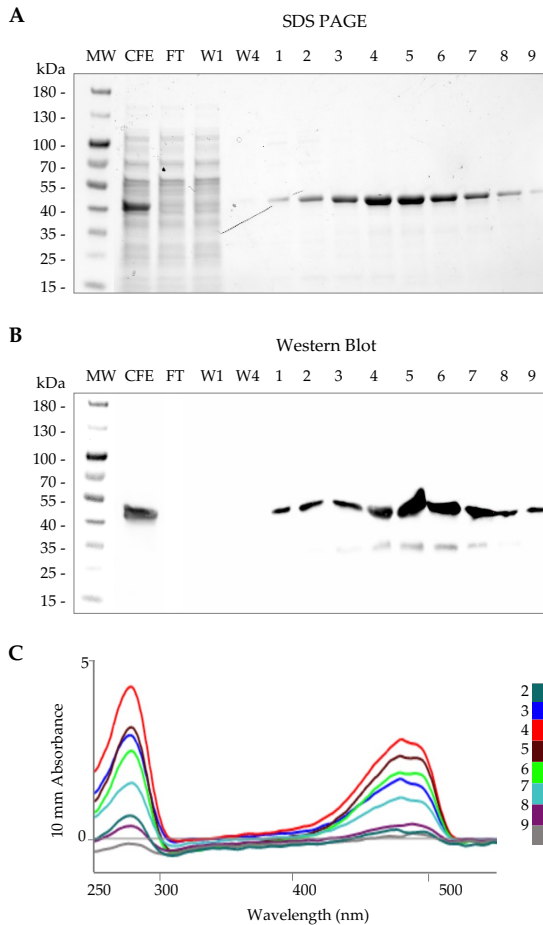 A
SDS PAGE
MW CFE FT W1 W4 1 2 3 4 5 6 7 8 9
kDa
180 -
130 -
100 -
70 -
55 -
40 -
35 -
25 -
15 -
B
Western Blot
MW CFE FT W1 W4 1 2 3 4 5 6 7 8 9
kDa
180 -
130 -
100 -
70 -
55 -
40 -
35 -
25 -
15 -
C
5
10 mm Absorbance
0
250 300 400 500
Wavelength (nm)
2
3
4
5
6
7
8
9